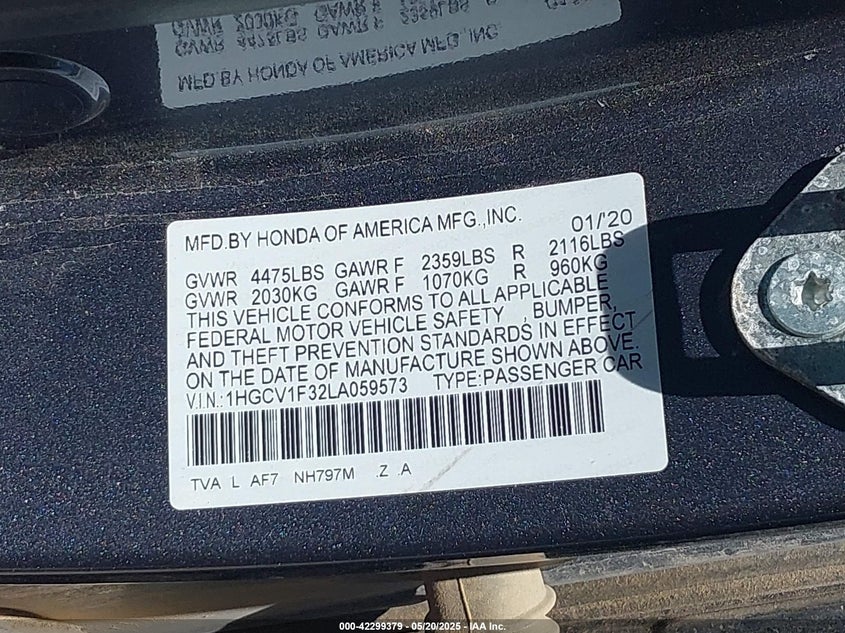 MFD.BY HONDA OF AMERICA MFG.,INC. 01/'20
GVWR 4475LBS GAWR F 2359LBS R 2116LBS
GVWR 2030KG GAWR F 1070KG R 960KG
THIS VEHICLE CONFORMS TO ALL APPLICABLE
FEDERAL MOTOR VEHICLE SAFETY , BUMPER,
AND THEFT PREVENTION STANDARDS IN EFFECT
ON THE DATE OF MANUFACTURE SHOWN ABOVE.
V.I.N.:1HGCV1F32LA059573 TYPE:PASSENGER CAR
TVA L AF7 NH797M .Z .A
000-42299379 - 05/20/2025 - IAA Inc.